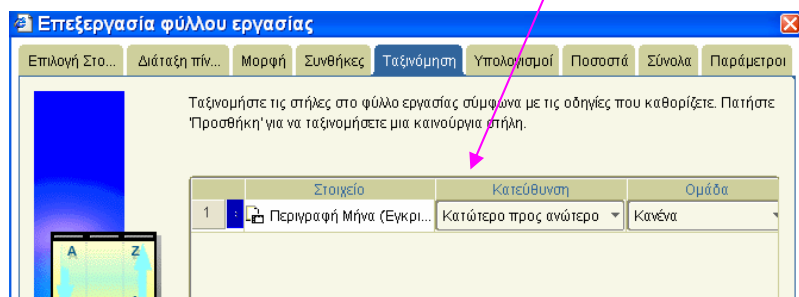 Επεξεργασία φύλλου εργασίας
Επιλογή Στο... Διάταξη πίν... Μορφή Συνθήκες Ταξινόμηση Υπολογισμοί Ποσοστά Σύνολα Παράμετροι
Ταξινομήστε τις στήλες στο φύλλο εργασίας σύμφωνα με τις οδηγίες που καθορίζετε. Πατήστε
'Προσθήκη' για να ταξινομήσετε μια καινούργια στήλη.
Στοιχείο Κατεύθυνση Ομάδα
1 Περιγραφή Μήνα (Εγκρι... Κατώτερο προς ανώτερο Κανένα
A Z